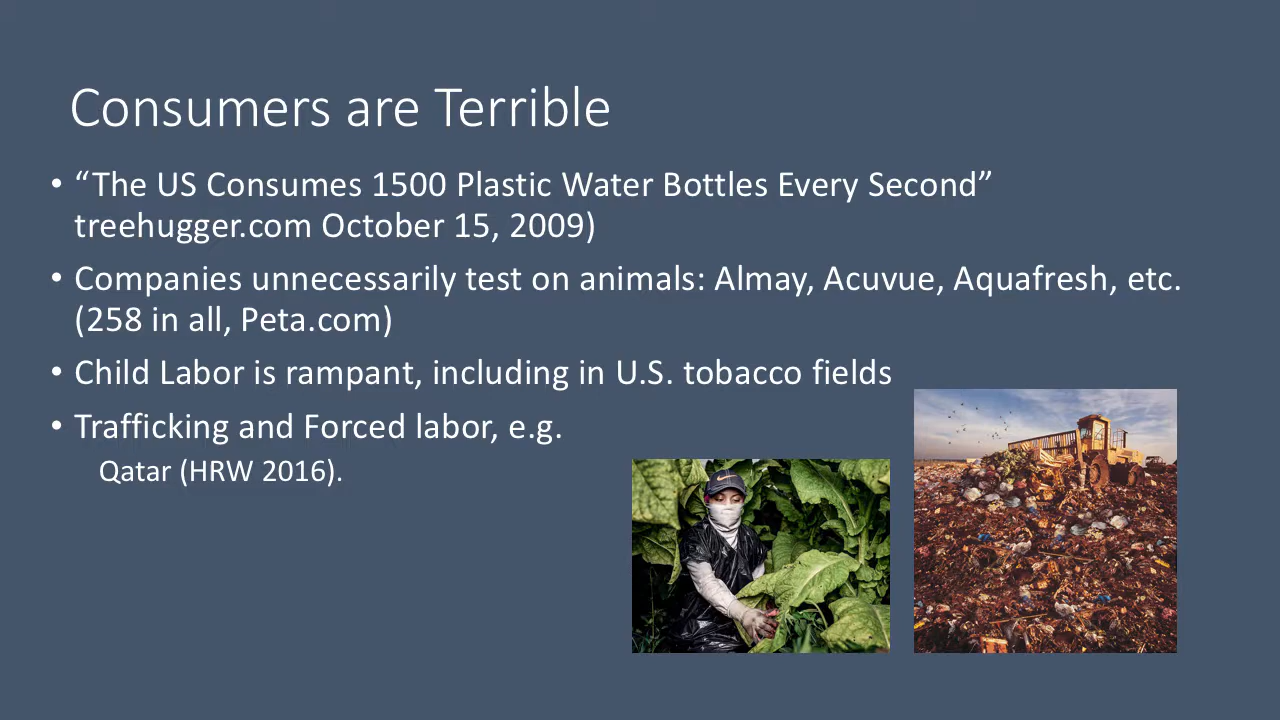 Consumers are Terrible
• “The US Consumes 1500 Plastic Water Bottles Every Second”
treehugger.com October 15, 2009)
• Companies unnecessarily test on animals: Almay, Acuvue, Aquafresh, etc.
(258 in all, Peta.com)
• Child Labor is rampant, including in U.S. tobacco fields
• Trafficking and Forced labor, e.g.
Qatar (HRW 2016).